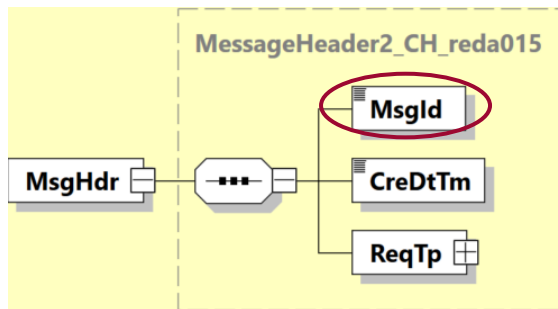 MessageHeader2_CH_reda015
MsgId
MsgHdr
CreDtTm
ReqTp